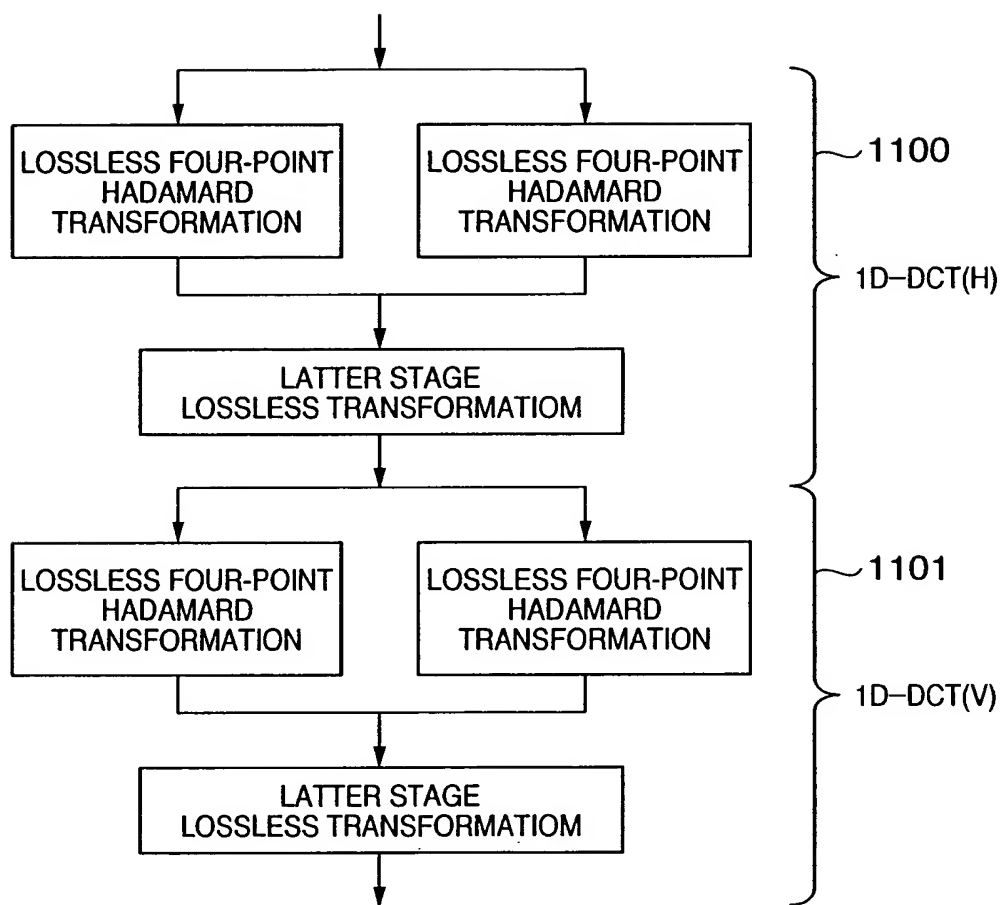 LOSSLESS FOUR-POINT
HADAMARD
TRANSFORMATION
LOSSLESS FOUR-POINT
HADAMARD
TRANSFORMATION
1100
1D-DCT(H)
LATTER STAGE
LOSSLESS TRANSFORMATIOM
LOSSLESS FOUR-POINT
HADAMARD
TRANSFORMATION
LOSSLESS FOUR-POINT
HADAMARD
TRANSFORMATION
1101
1D-DCT(V)
LATTER STAGE
LOSSLESS TRANSFORMATIOM